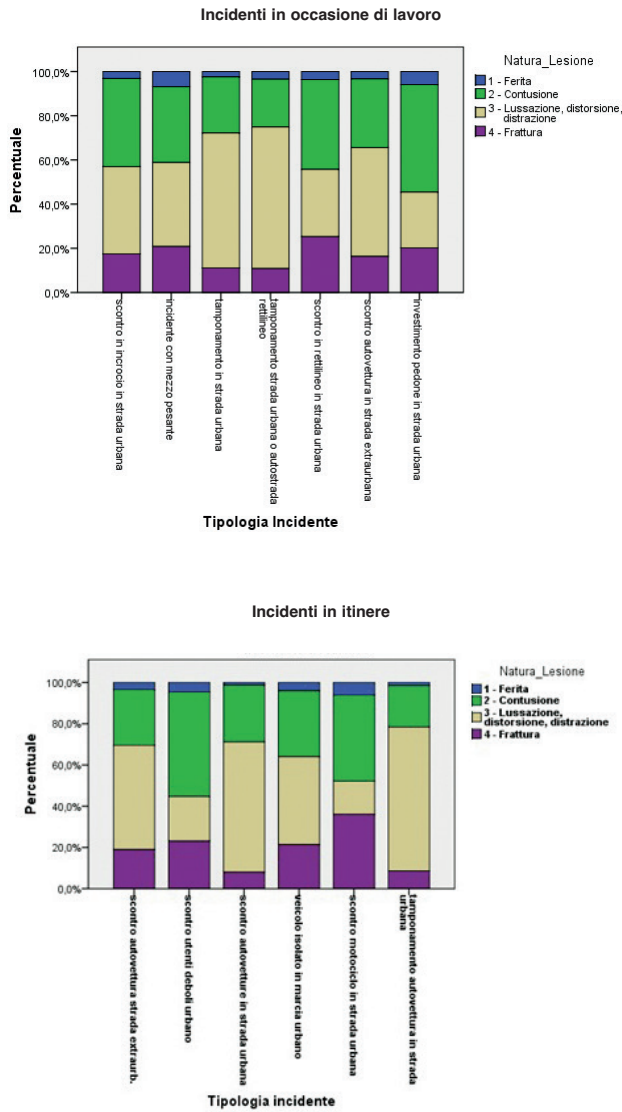 Incidenti in occasione di lavoro
Natura_Lesione
1 - Ferita
2 - Contusione
3 - Lussazione, distorsione,
distrazione
4 - Frattura
Percentuale
100,0%
80,0%
60,0%
40,0%
20,0%
0,0%
scontro in incrocio in strada urbana
incidente con mezzo pesante
tamponamento in strada urbana
tamponamento strada urbana o autostrada
rettilineo
scontro in rettilineo in strada urbana
scontro autovettura in strada extraurbana
investimento pedone in strada urbana
Tipologia Incidente
Incidenti in itinere
Natura_Lesione
1 - Ferita
2 - Contusione
3 - Lussazione,
distorsione, distrazione
4 - Frattura
Percentuale
100,0%
80,0%
60,0%
40,0%
20,0%
0,0%
scontro autovettura strada extraurb.
scontro utenti deboli urbano
scontro autovetture in strada urbana
veicolo isolato in marcia urbano
scontro motociclo in strada urbana
tamponamento autovettura in strada
urbana
Tipologia incidente